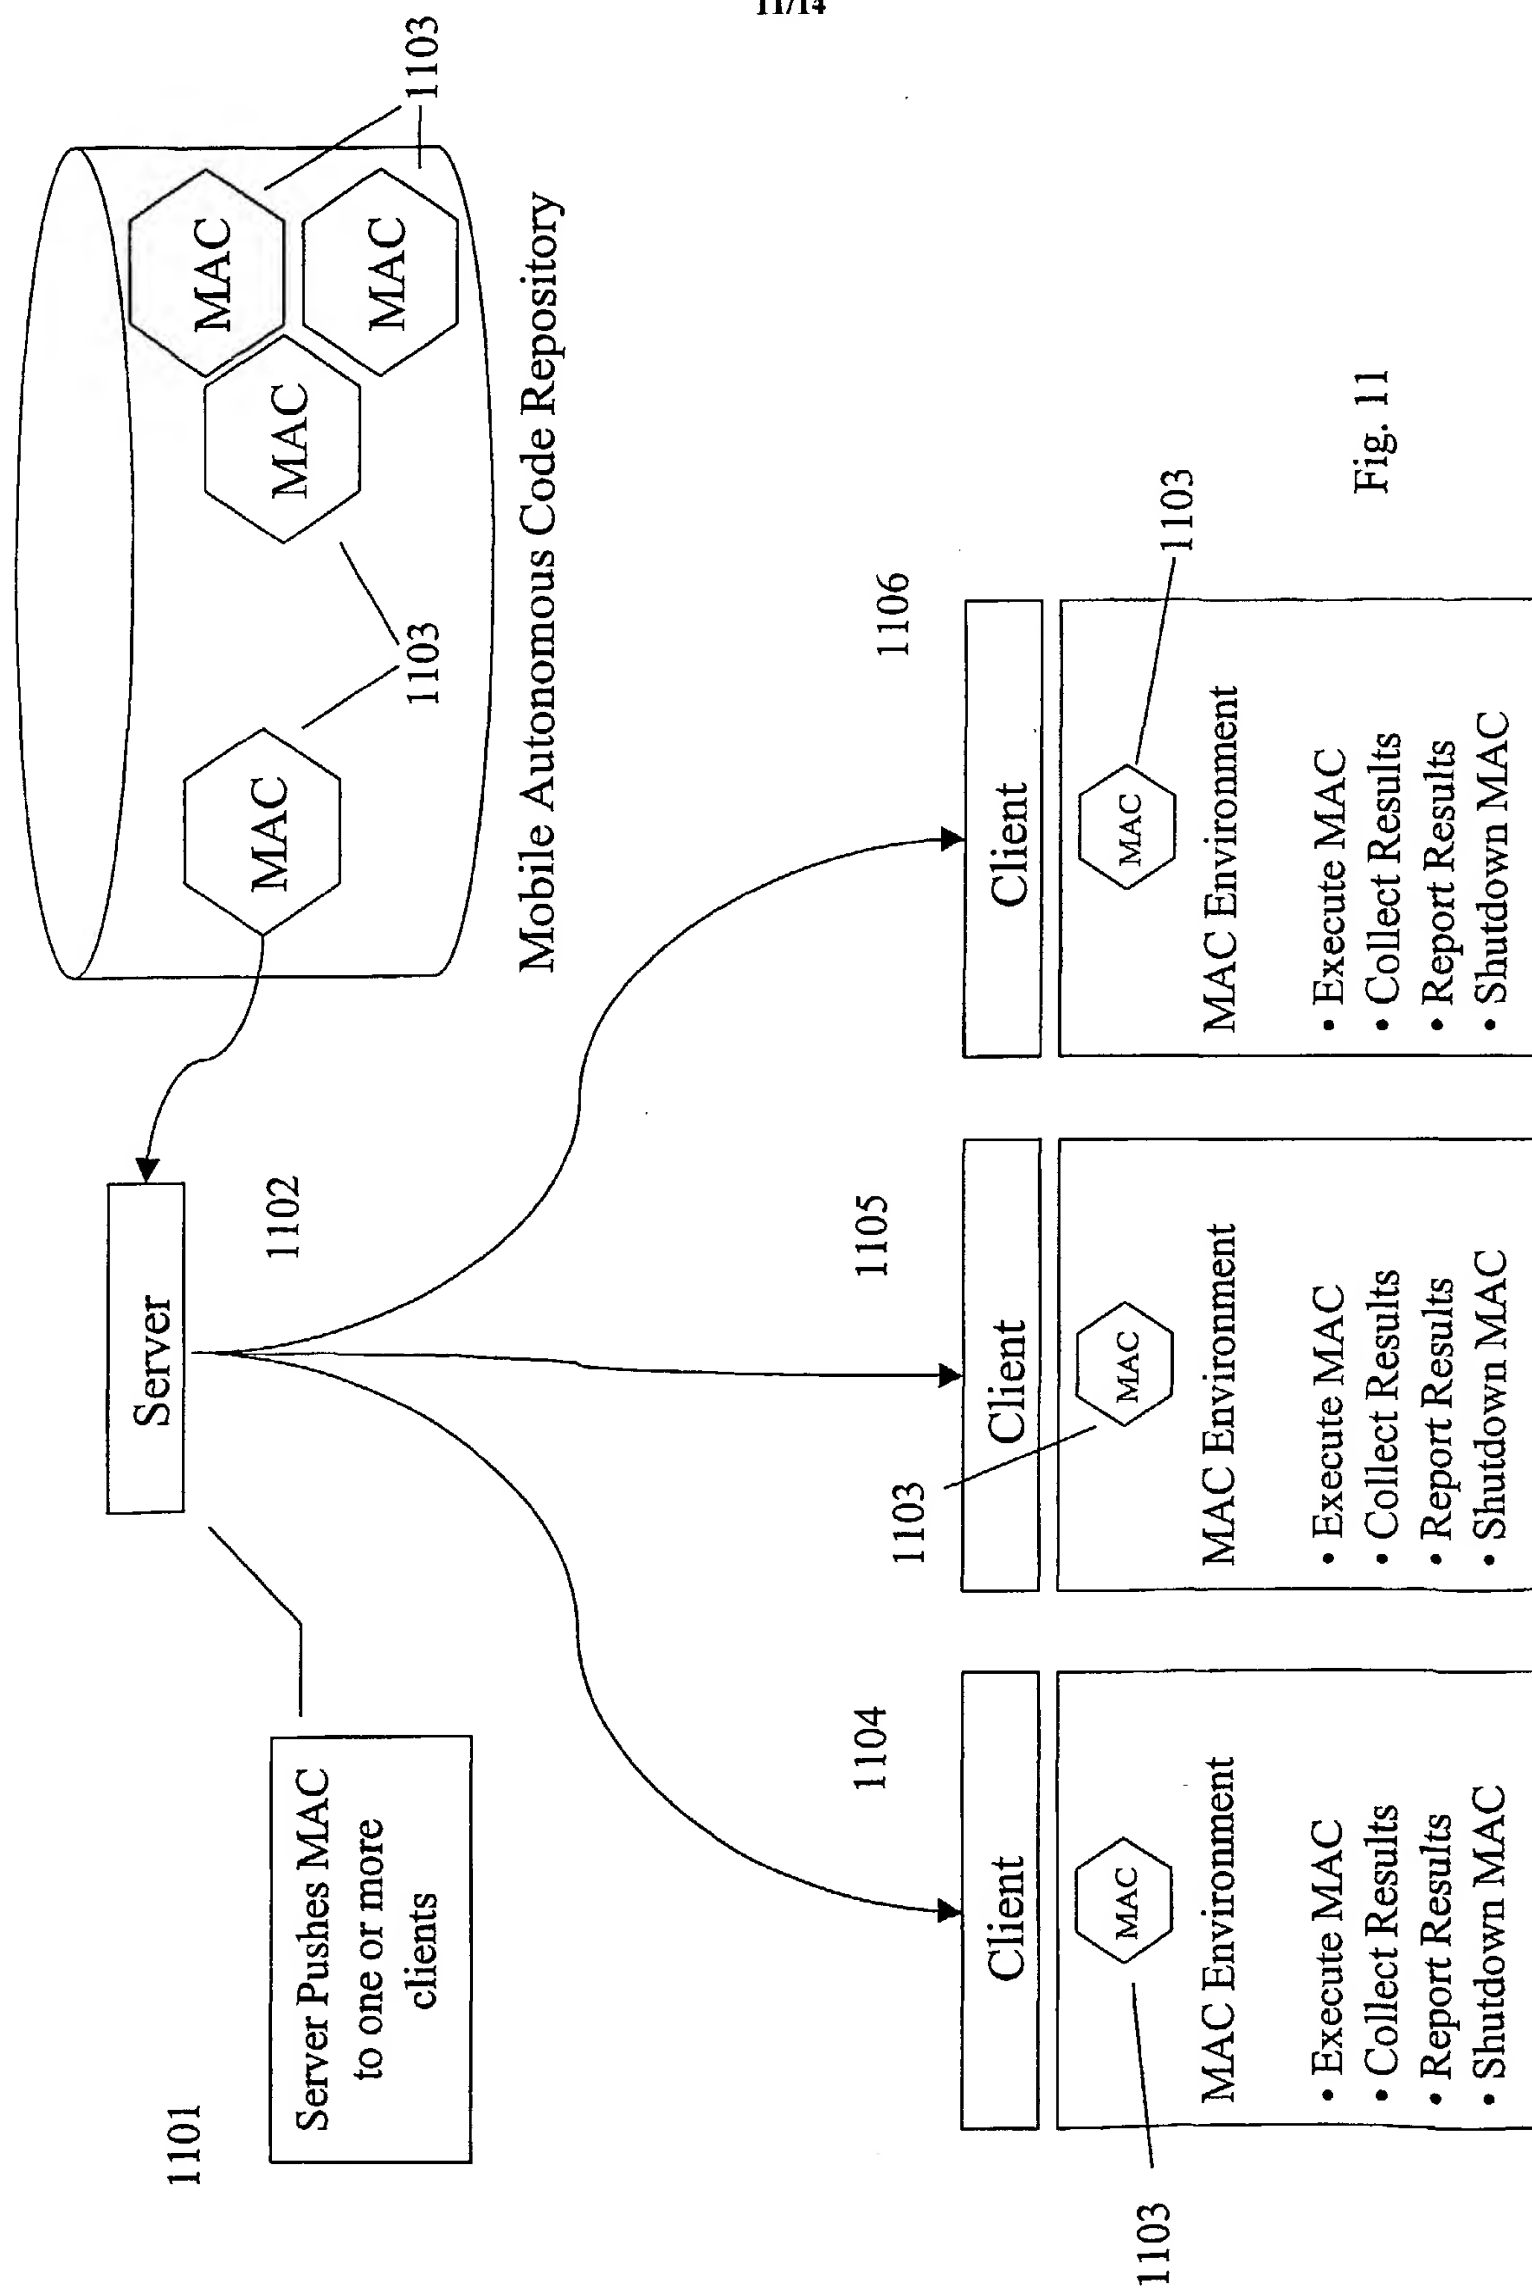 11/14
1101
Server Pushes MAC
to one or more
clients
Server
1102
MAC
MAC
MAC
MAC
1103
1103
Mobile Autonomous Code Repository
1104
Client
1103
MAC
MAC Environment
• Execute MAC
• Collect Results
• Report Results
• Shutdown MAC
1105
Client
1103
MAC
MAC Environment
• Execute MAC
• Collect Results
• Report Results
• Shutdown MAC
1106
Client
1103
MAC
MAC Environment
• Execute MAC
• Collect Results
• Report Results
• Shutdown MAC
Fig. 11